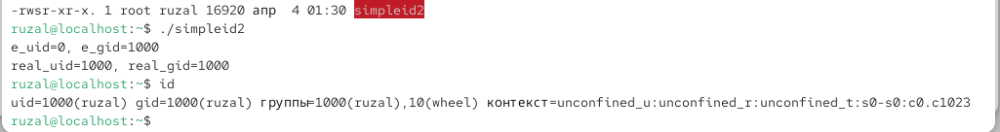 -rwsr-xr-x. 1 root ruzal 16920 апр  4 01:30 simpleid2
ruzal@localhost:~$ ./simpleid2
e_uid=0, e_gid=1000
real_uid=1000, real_gid=1000
ruzal@localhost:~$ id
uid=1000(ruzal) gid=1000(ruzal) группы=1000(ruzal),10(wheel) контекст=unconfined_u:unconfined_r:unconfined_t:s0-s0:c0.c1023
ruzal@localhost:~$